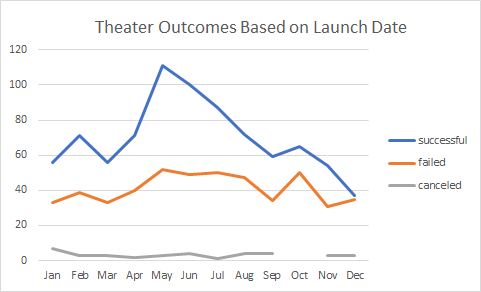 Theater Outcomes Based on Launch Date
120
100
80
60
40
20
0
Jan Feb Mar Apr May Jun Jul Aug Sep Oct Nov Dec
successful
failed
canceled